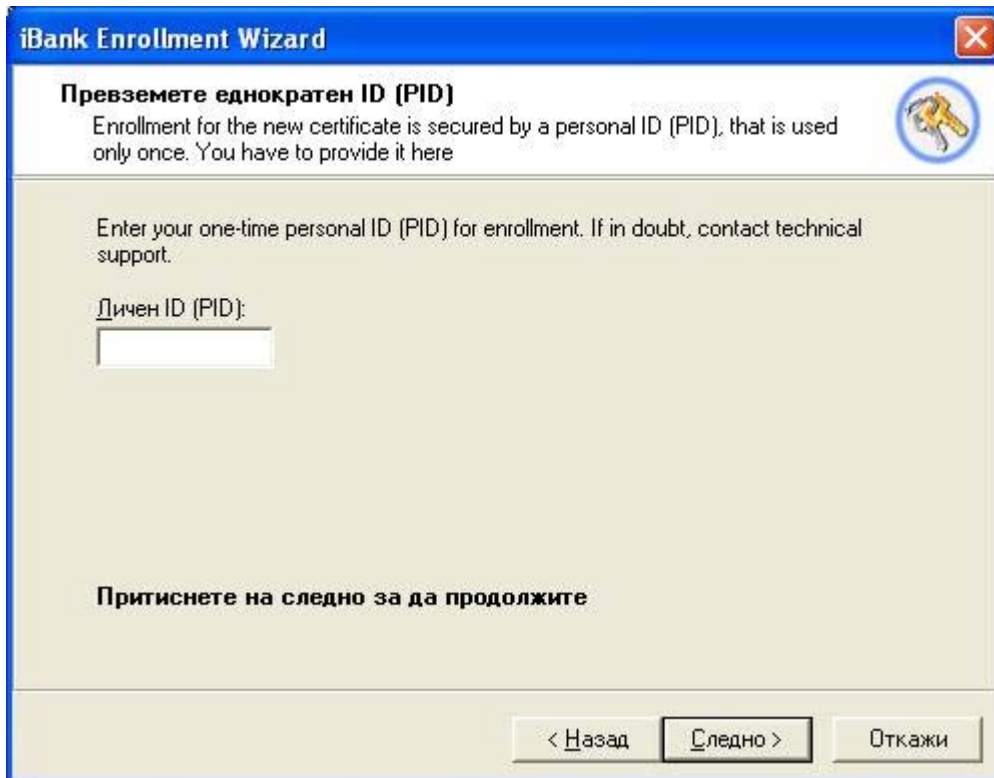 iBank Enrollment Wizard
Превземете еднократен ID (PID)
Enrollment for the new certificate is secured by a personal ID (PID), that is used
only once. You have to provide it here
Enter your one-time personal ID (PID) for enrollment. If in doubt, contact technical
support.
Личен ID (PID):
Притиснете на следно за да продолжите
< Назад
Следно >
Откажи